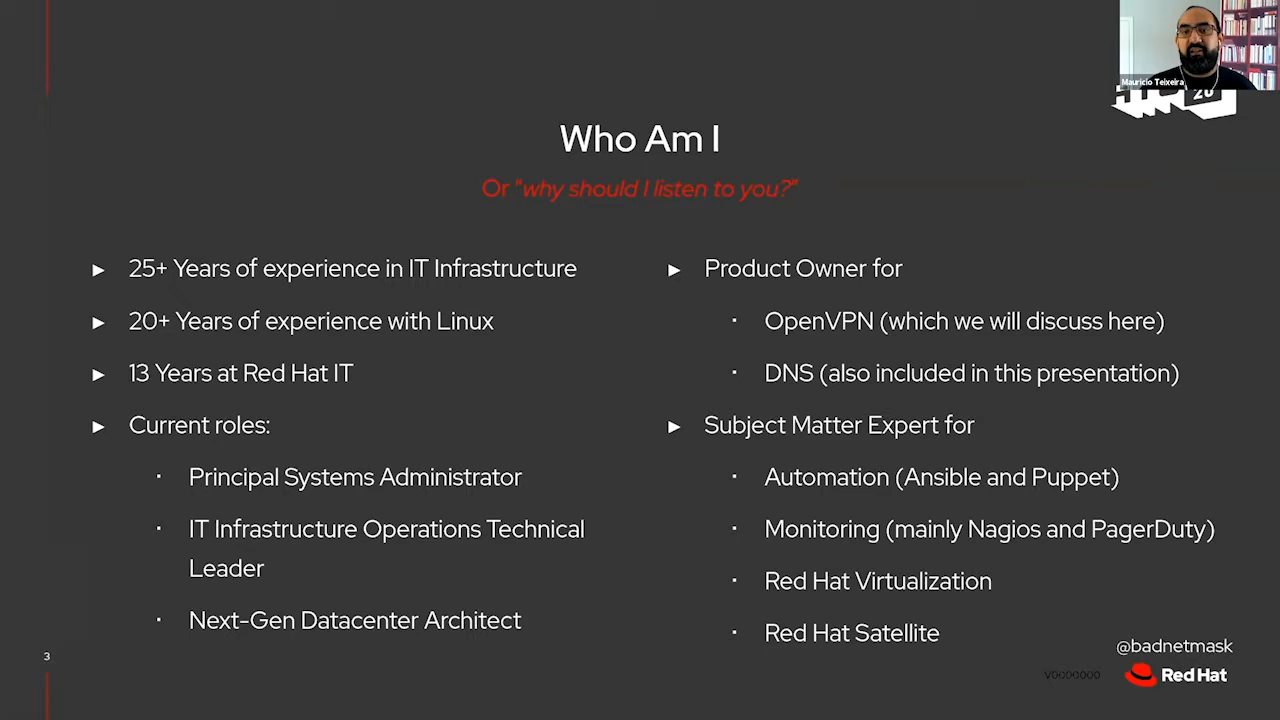 Mauricio Teixeira
20
Who Am I
Or "why should I listen to you?"
► 25+ Years of experience in IT Infrastructure
► 20+ Years of experience with Linux
► 13 Years at Red Hat IT
► Current roles:
· Principal Systems Administrator
· IT Infrastructure Operations Technical
Leader
· Next-Gen Datacenter Architect
► Product Owner for
· OpenVPN (which we will discuss here)
· DNS (also included in this presentation)
► Subject Matter Expert for
· Automation (Ansible and Puppet)
· Monitoring (mainly Nagios and PagerDuty)
· Red Hat Virtualization
· Red Hat Satellite
@badnetmask
3
V0000000
Red Hat